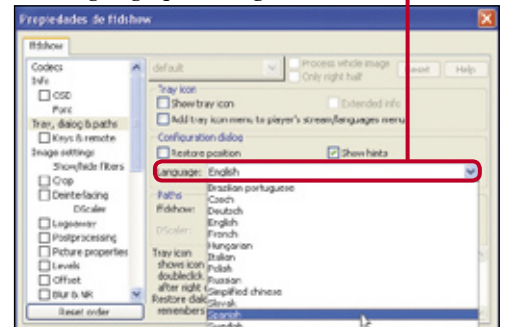 Propiedades de ffdshow
ffdshow
Codecs
Info
OSD
Font
Tray, dialog & paths
Keys & remote
Image settings
Show/hide filters
Crop
Deinterlacing
DScaler
Logoaway
Postprocessing
Picture properties
Levels
Offset
Blur & NR
Reset order
default
Process whole image
Only right half
Reset
Help
Tray icon
Show tray icon
Extended info
Add tray icon menu to player's stream/languages menu
Configuration dialog
Restore position
Show hints
Language: English
Brazilian portuguese
Czech
Deutsch
English
French
Hungarian
Italian
Polish
Russian
Simplified chinese
Slovak
Spanish
Swedish
Paths
ffdshow:
DScaler:
Tray icon
shows icon
doubleclick
after right
Restore dialog
remembers